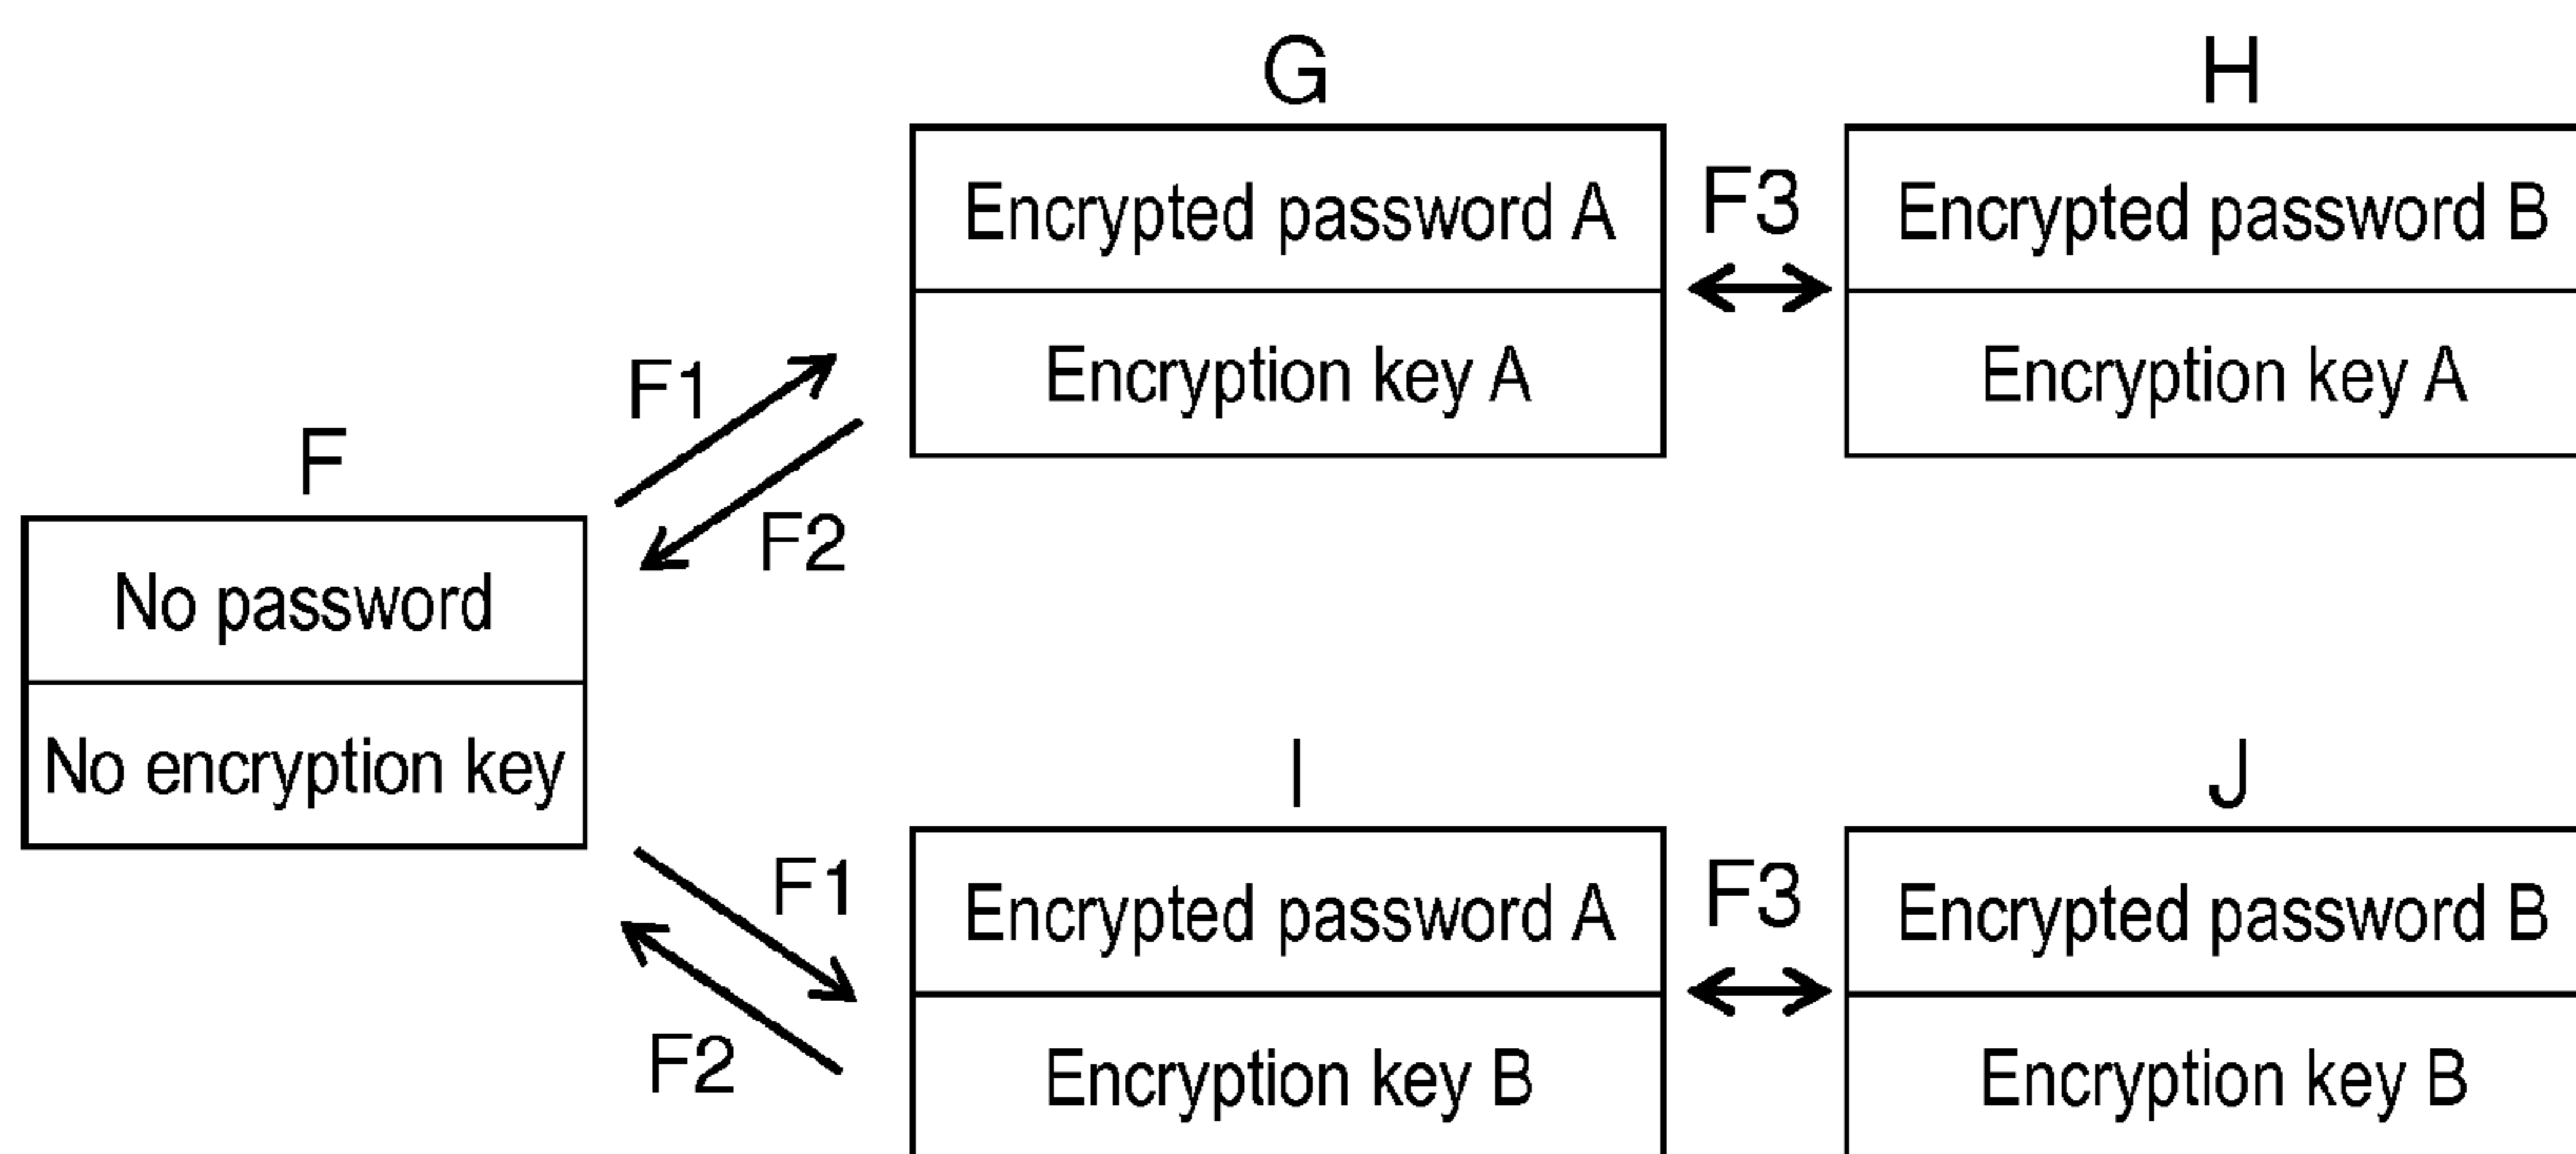 G
H
Encrypted password A
F3
Encrypted password B
Encryption key A
Encryption key A
F1
F2
F
No password
No encryption key
I
J
F1
F2
Encrypted password A
F3
Encrypted password B
Encryption key B
Encryption key B